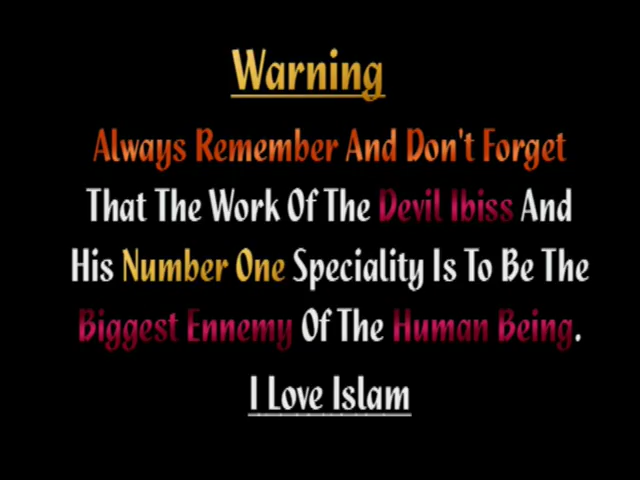 Warning
Always Remember And Don't Forget
That The Work Of The Devil Ibiss And
His Number One Speciality Is To Be The
Biggest Ennemy Of The Human Being.
I Love Islam